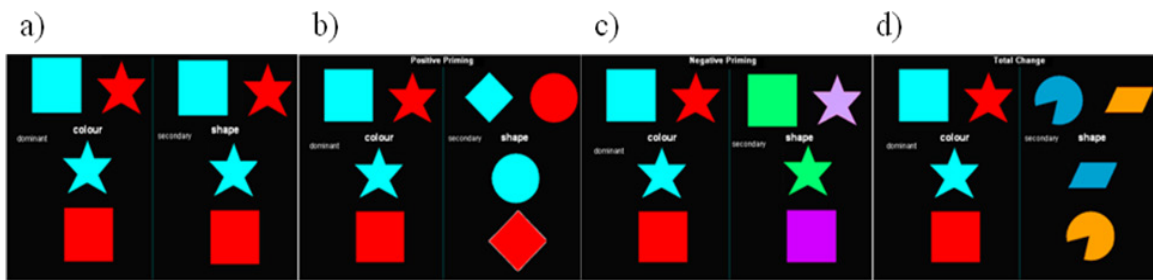 a)
b)
c)
d)
Positive Priming
Negative Priming
Total Change
colour
shape
dominant
secondary
colour
shape
dominant
secondary
colour
shape
dominant
secondary
colour
shape
dominant
secondary